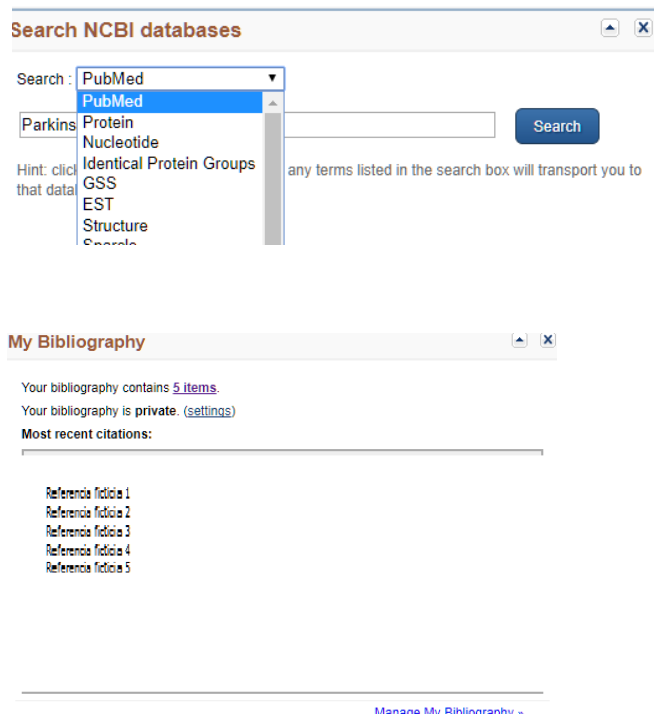 Search NCBI databases
Search : PubMed
PubMed
Parkins
Protein
Search
Nucleotide
Identical Protein Groups
Hint: click any terms listed in the search box will transport you to
GSS
that datal
EST
Structure
My Bibliography
Your bibliography contains 5 items.
Your bibliography is private. (settings)
Most recent citations:
Referencia ficticia 1
Referencia ficticia 2
Referencia ficticia 3
Referencia ficticia 4
Referencia ficticia 5
Manage My Bibliography »